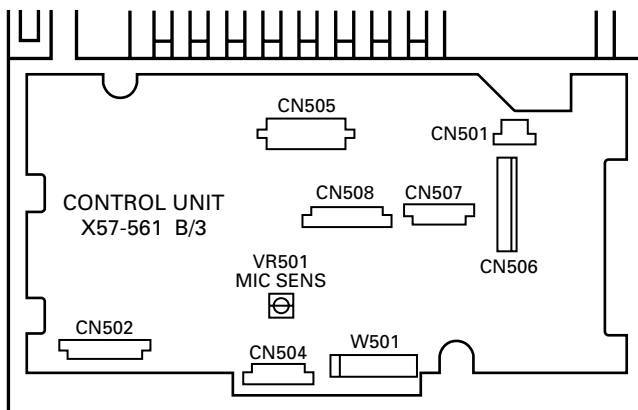 CN505
CN501
CONTROL UNIT
X57-561 B/3
CN508
CN507
CN506
VR501
MIC SENS
CN502
CN504
W501